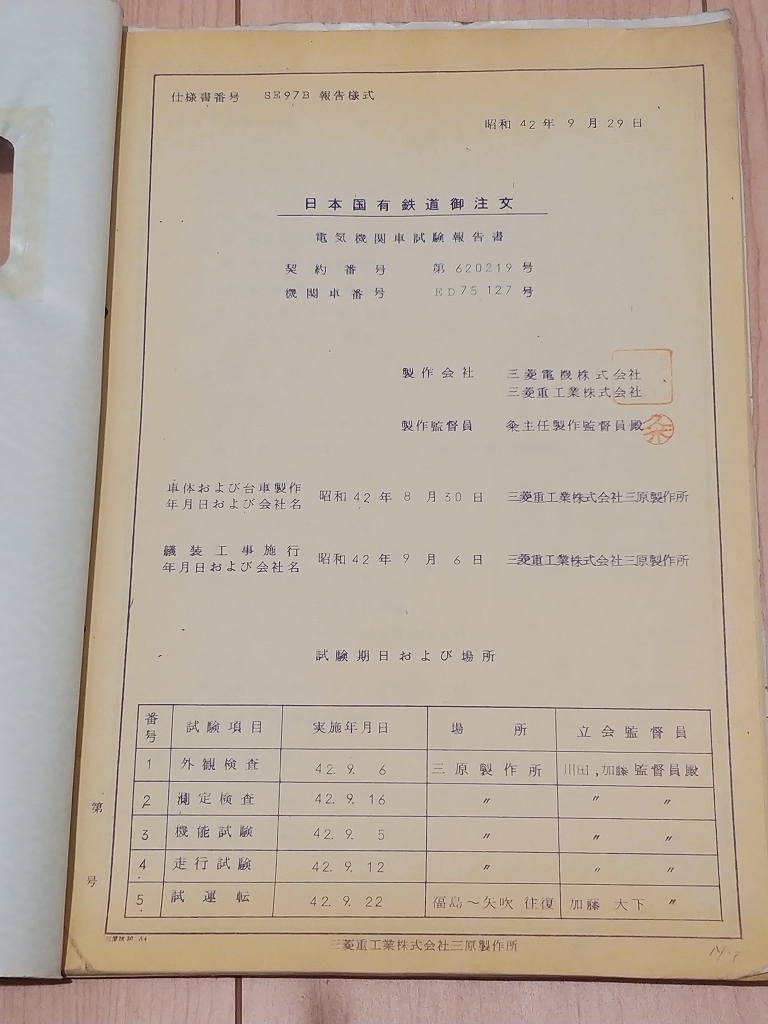 仕様書番号 SE97B 報告様式
昭和 42 年 9 月 29 日
日本国有鉄道御注文
電気機関車試験報告書
契約番号 第 620219 号
機関車番号 ED75 127 号
製作会社 三菱電機株式会社
三菱重工業株式会社
製作監督員 粂主任製作監督員殿
粂
車体および台車製作
年月日および会社名 昭和 42 年 8 月 30 日 三菱重工業株式会社三原製作所
艤装工事施行
年月日および会社名 昭和 42 年 9 月 6 日 三菱重工業株式会社三原製作所
試験期日および場所
番号 試験項目 実施年月日 場所 立会監督員
1 外観検査 42. 9. 6 三原製作所 川田,加藤監督員殿
2 測定検査 42. 9. 16 〃 〃 〃
3 機能試験 42. 9. 5 〃 〃 〃
4 走行試験 42. 9. 12 〃 〃 〃
5 試運転 42. 9. 22 福島~矢吹 往復 加藤 大下 〃
第
号
A4
三菱重工業株式会社三原製作所